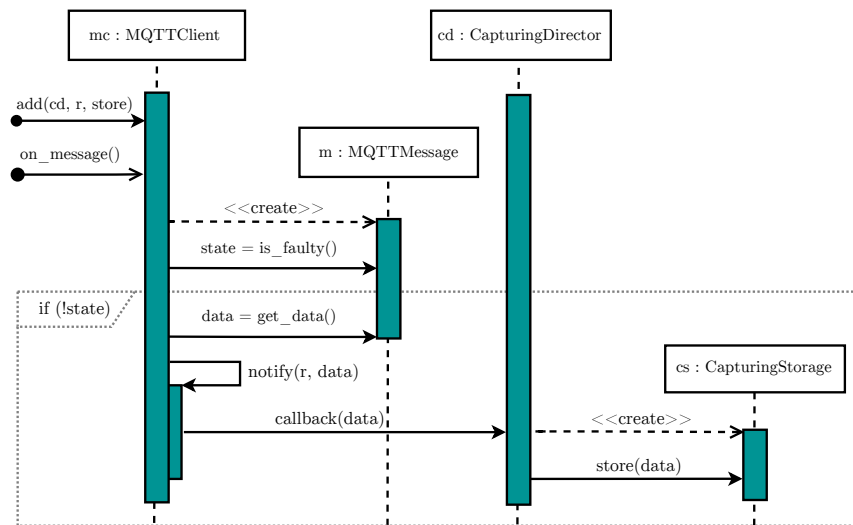 mc : MQTTClient
cd : CapturingDirector
add(cd, r, store)
on_message()
m : MQTTMessage
<<create>>
state = is_faulty()
if (!state)
data = get_data()
notify(r, data)
cs : CapturingStorage
callback(data)
<<create>>
store(data)